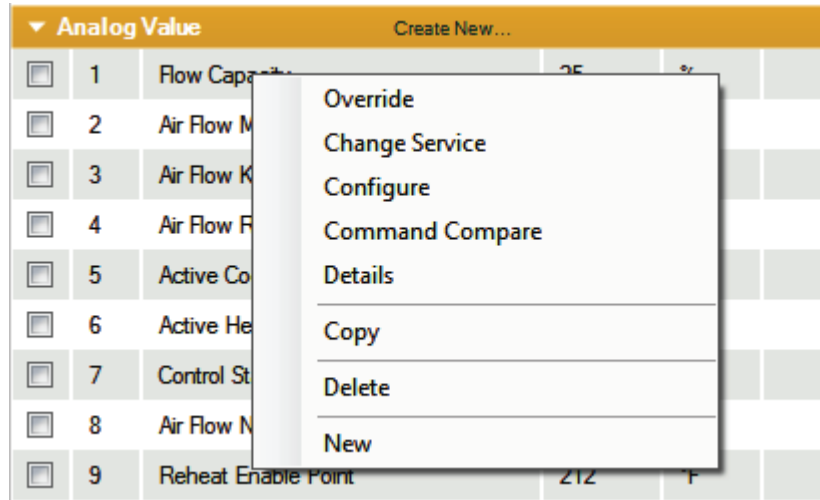 Analog Value Create New...
1 Flow Capacity 25 %
Override
2 Air Flow M
Change Service
3 Air Flow K
Configure
4 Air Flow R
Command Compare
5 Active Co
Details
6 Active He
Copy
7 Control St
Delete
8 Air Flow N
New
9 Reheat Enable Point 212 °F